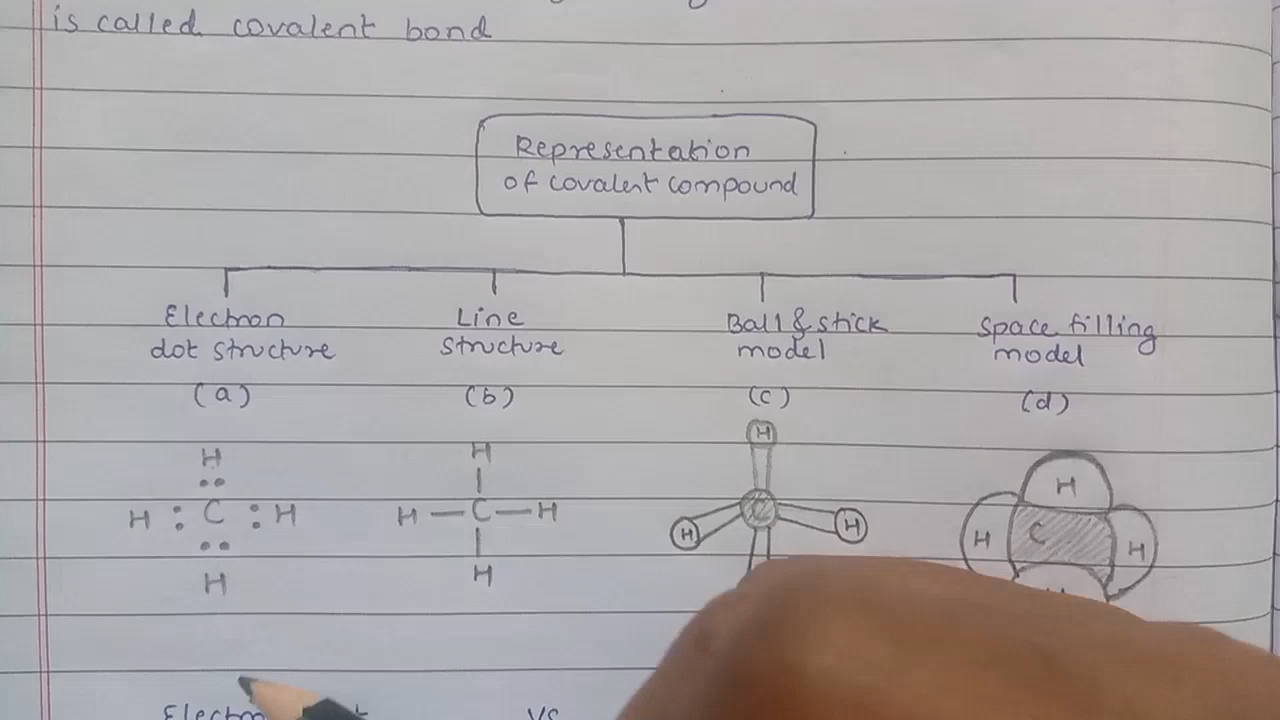 is called covalent bond
Representation
of covalent compound
Electron
dot structure
(a)
Line
structure
(b)
Ball & stick
model
(c)
Space filling
model
(d)
H
H : C : H
H
H
H — C — H
H
H
C
H H
H
H C H
VS